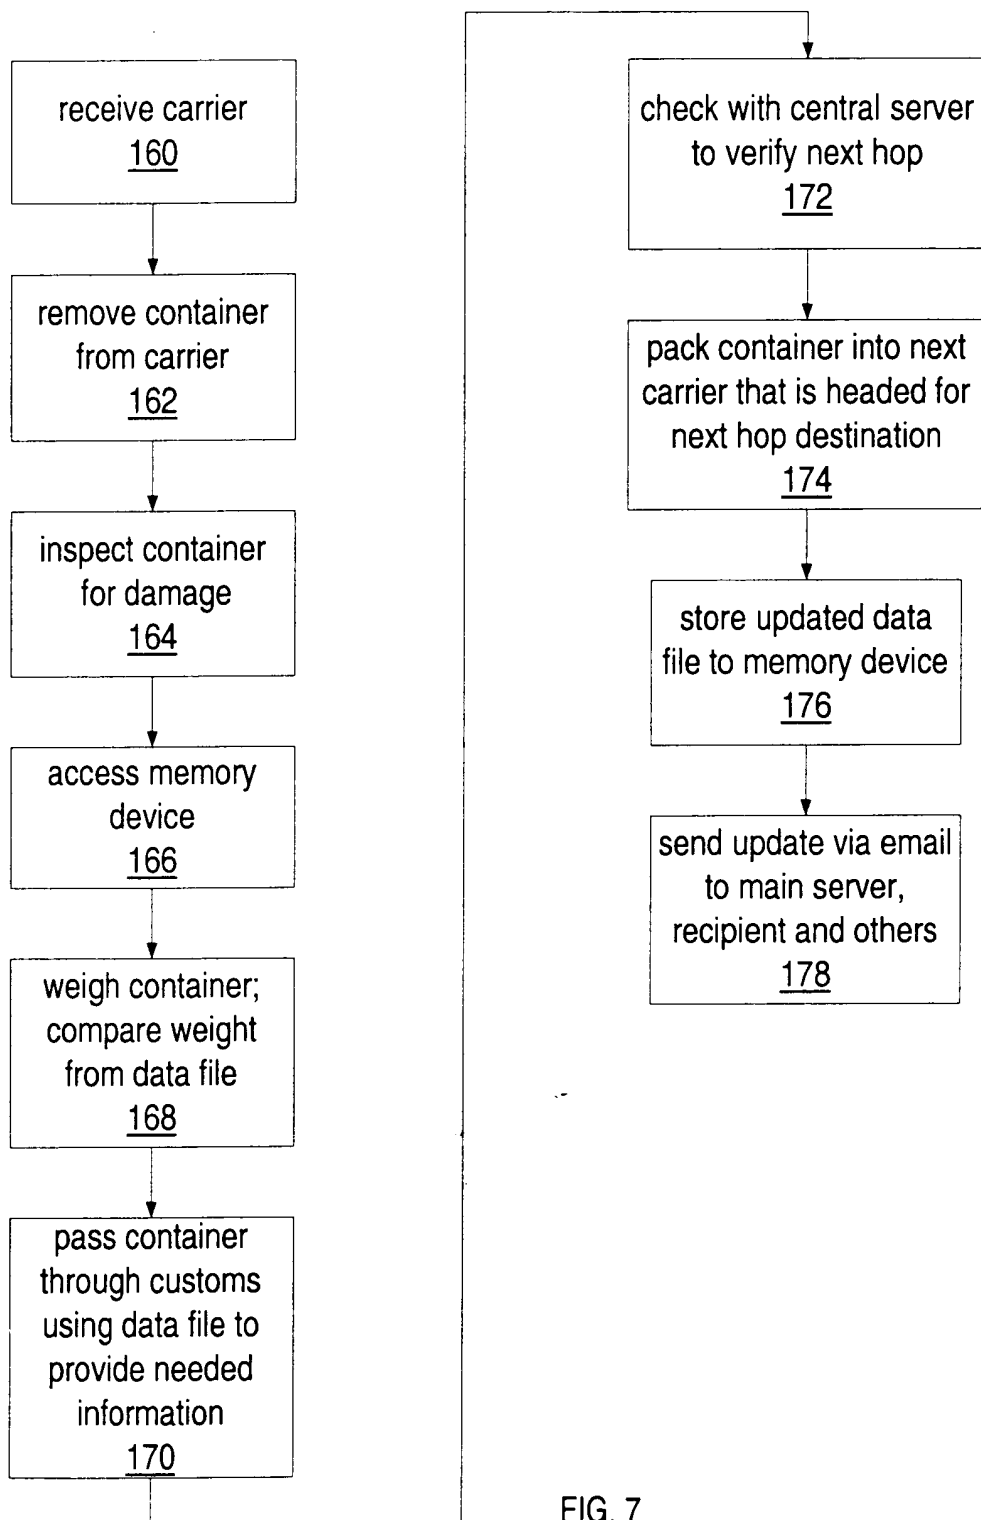 receive carrier
160
remove container
from carrier
162
inspect container
for damage
164
access memory
device
166
weigh container;
compare weight
from data file
168
pass container
through customs
using data file to
provide needed
information
170
check with central server
to verify next hop
172
pack container into next
carrier that is headed for
next hop destination
174
store updated data
file to memory device
176
send update via email
to main server,
recipient and others
178
FIG. 7